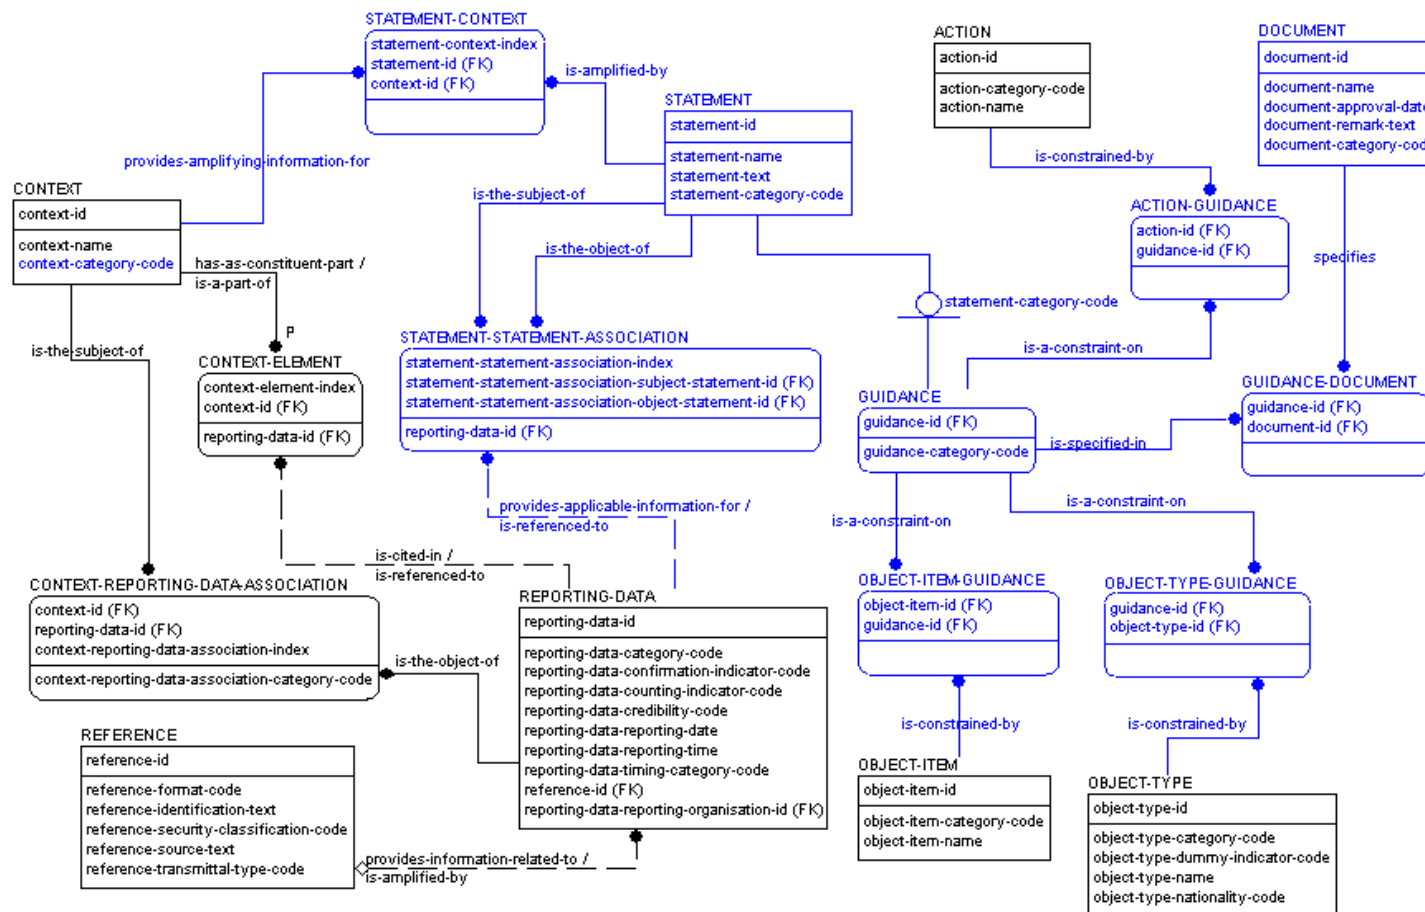 STATEMENT-CONTEXT
statement-context-index
statement-id (FK)
context-id (FK)
is-amplified-by
STATEMENT
statement-id
statement-name
statement-text
statement-category-code
ACTION
action-id
action-category-code
action-name
DOCUMENT
document-id
document-name
document-approval-date
document-remark-text
document-category-cod
is-constrained-by
provides-amplifying-information-for
CONTEXT
context-id
context-name
context-category-code
has-as-constituent-part /
is-a-part-of
P
is-the-subject-of
is-the-object-of
statement-category-code
ACTION-GUIDANCE
action-id (FK)
guidance-id (FK)
specifies
is-the-subject-of
CONTEXT-ELEMENT
context-element-index
context-id (FK)
reporting-data-id (FK)
STATEMENT-STATEMENT-ASSOCIATION
statement-statement-association-index
statement-statement-association-subject-statement-id (FK)
statement-statement-association-object-statement-id (FK)
reporting-data-id (FK)
is-a-constraint-on
GUIDANCE
guidance-id (FK)
guidance-category-code
is-specified-in
GUIDANCE-DOCUMENT
guidance-id (FK)
document-id (FK)
provides-applicable-information-for /
is-referenced-to
is-a-constraint-on
is-a-constraint-on
is-cited-in /
is-referenced-to
CONTEXT-REPORTING-DATA-ASSOCIATION
context-id (FK)
reporting-data-id (FK)
context-reporting-data-association-index
context-reporting-data-association-category-code
is-the-object-of
REPORTING-DATA
reporting-data-id
reporting-data-category-code
reporting-data-confirmation-indicator-code
reporting-data-counting-indicator-code
reporting-data-credibility-code
reporting-data-reporting-date
reporting-data-reporting-time
reporting-data-timing-category-code
reference-id (FK)
reporting-data-reporting-organisation-id (FK)
OBJECT-ITEM-GUIDANCE
object-item-id (FK)
guidance-id (FK)
OBJECT-TYPE-GUIDANCE
guidance-id (FK)
object-type-id (FK)
is-constrained-by
is-constrained-by
REFERENCE
reference-id
reference-format-code
reference-identification-text
reference-security-classification-code
reference-source-text
reference-transmittal-type-code
provides-information-related-to /
is-amplified-by
OBJECT-ITEM
object-item-id
object-item-category-code
object-item-name
OBJECT-TYPE
object-type-id
object-type-category-code
object-type-dummy-indicator-code
object-type-name
object-type-nationality-code